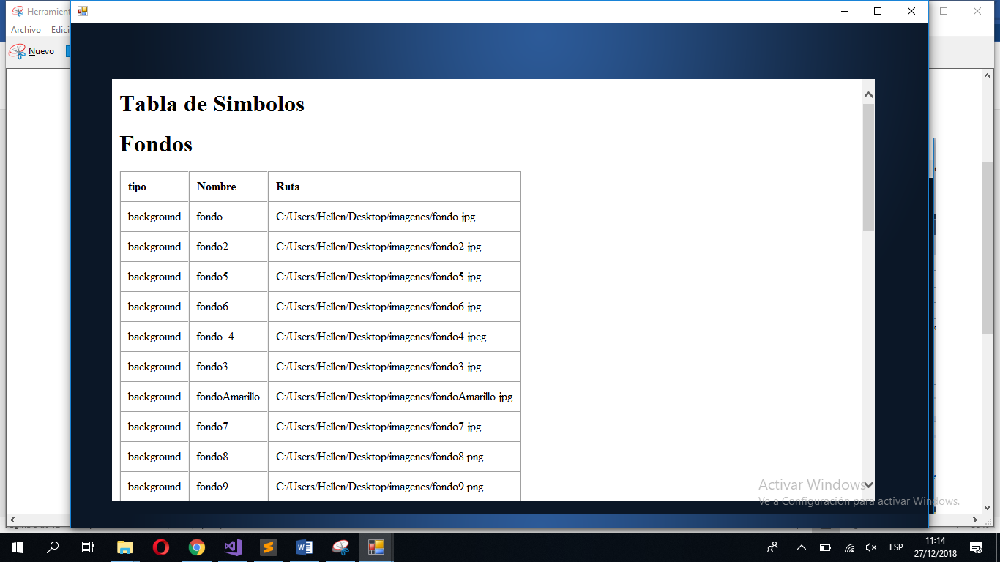 Herramient
Archivo Edici
Nuevo
Tabla de Simbolos
Fondos
tipo Nombre Ruta
background fondo C:/Users/Hellen/Desktop/imagenes/fondo.jpg
background fondo2 C:/Users/Hellen/Desktop/imagenes/fondo2.jpg
background fondo5 C:/Users/Hellen/Desktop/imagenes/fondo5.jpg
background fondo6 C:/Users/Hellen/Desktop/imagenes/fondo6.jpg
background fondo_4 C:/Users/Hellen/Desktop/imagenes/fondo4.jpeg
background fondo3 C:/Users/Hellen/Desktop/imagenes/fondo3.jpg
background fondoAmarillo C:/Users/Hellen/Desktop/imagenes/fondoAmarillo.jpg
background fondo7 C:/Users/Hellen/Desktop/imagenes/fondo7.jpg
background fondo8 C:/Users/Hellen/Desktop/imagenes/fondo8.png
background fondo9 C:/Users/Hellen/Desktop/imagenes/fondo9.png
Activar Windows
Ve a Configuración para activar Windows.
ESP
11:14
27/12/2018